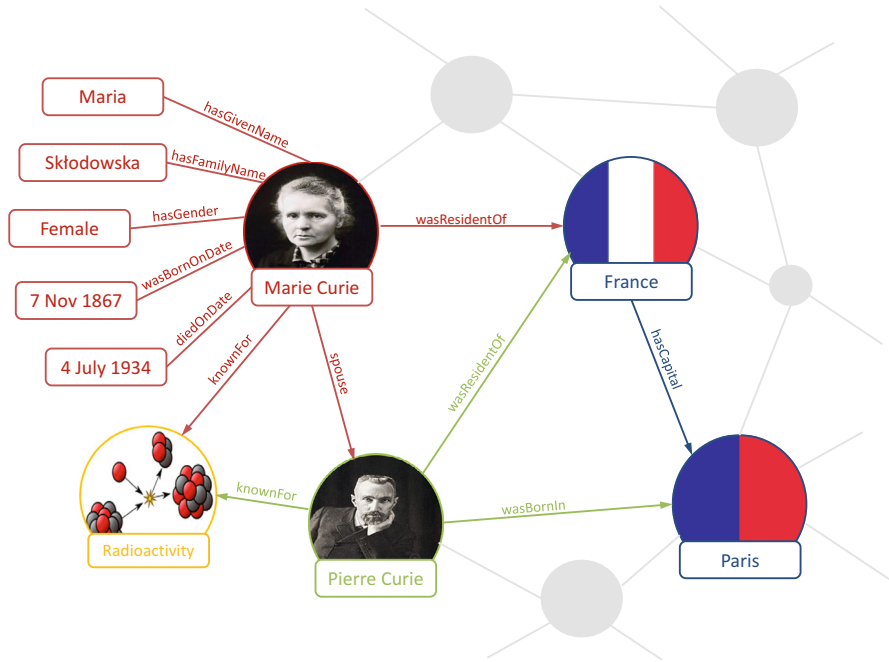 Maria
hasGivenName
Skłodowska
hasFamilyName
Female
hasGender
wasBornOnDate
7 Nov 1867
diedOnDate
4 July 1934
Marie Curie
wasResidentOf
France
knownFor
spouse
wasResidentOf
hasCapital
Radioactivity
knownFor
Pierre Curie
wasBornIn
Paris